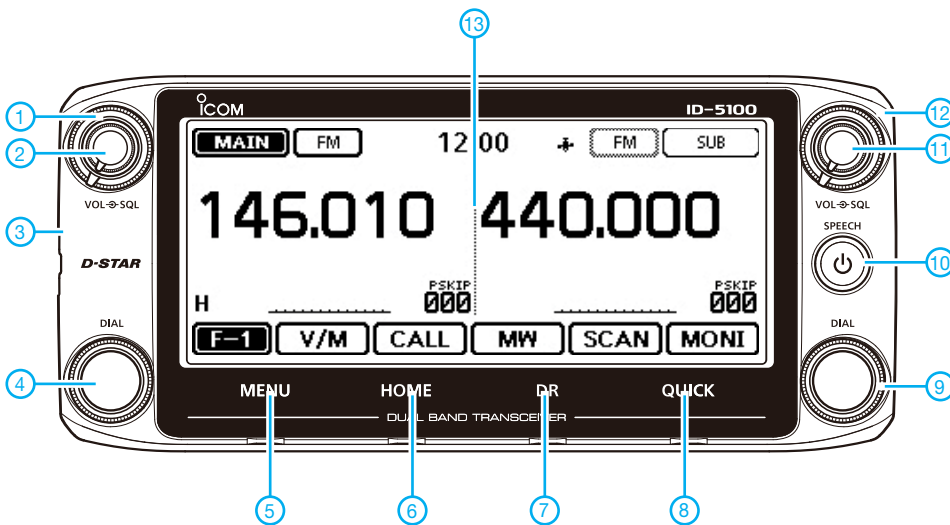 13
iCOM
ID-5100
1
2
VOL SQL
3
D-STAR
DIAL
4
MAIN FM 12 00 FM SUB
146.010 440.000
H PSKIP 000 PSKIP 000
F-1 V/M CALL MW SCAN MONI
12
11
VOL SQL
SPEECH
10
DIAL
9
MENU HOME DR QUICK
DUAL BAND TRANSCEIVER
5 6 7 8